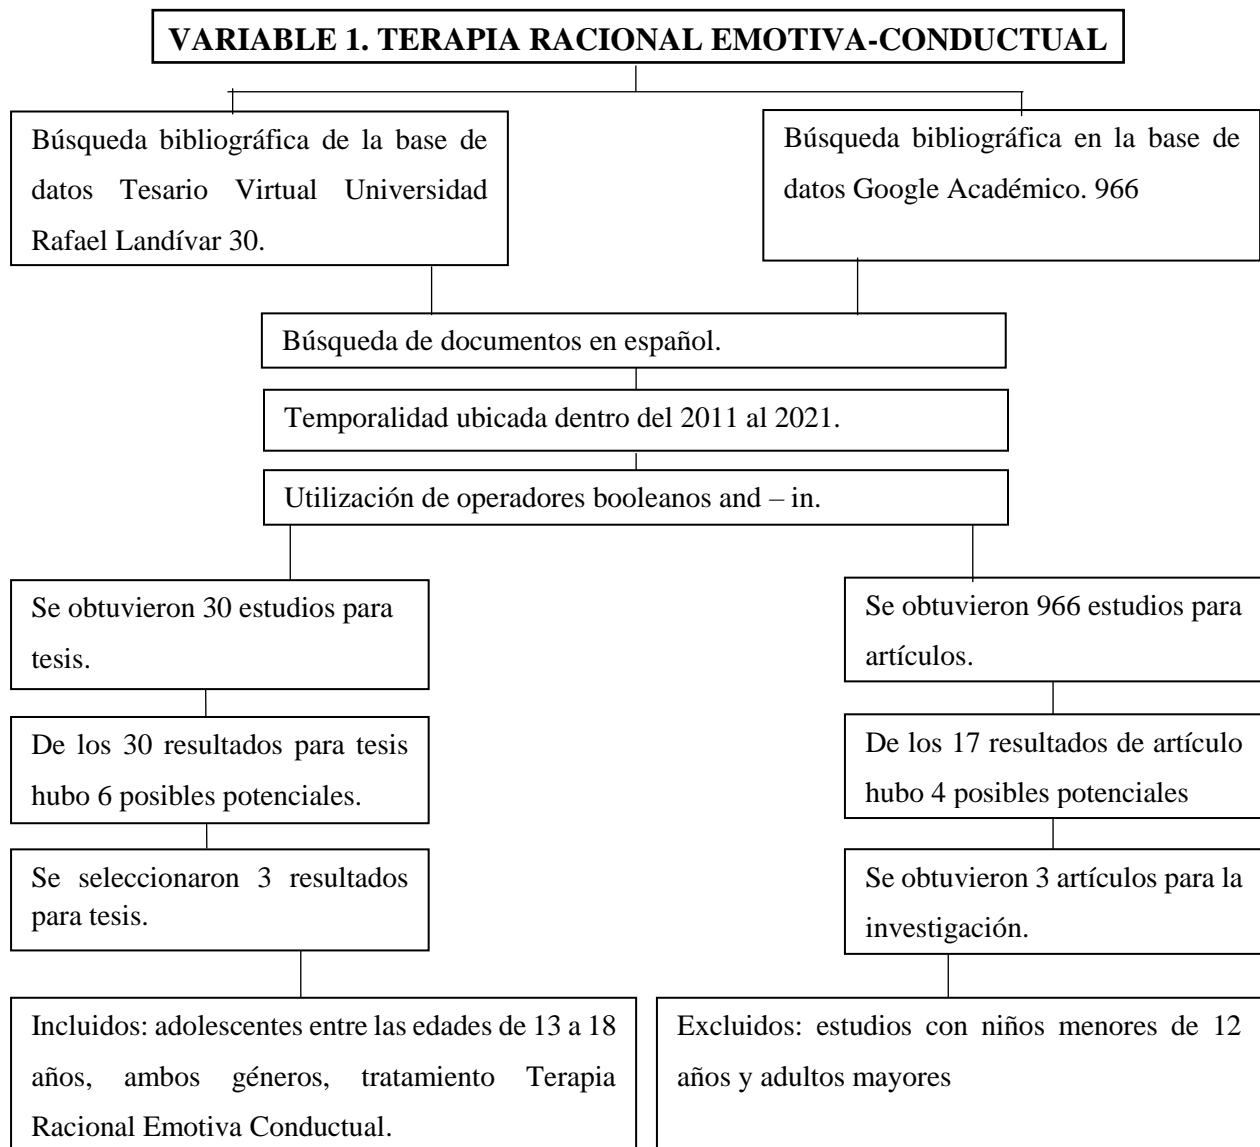 VARIABLE 1. TERAPIA RACIONAL EMOTIVA-CONDUCTUAL
Búsqueda bibliográfica de la base de
datos Tesario Virtual Universidad
Rafael Landívar 30.
Búsqueda bibliográfica en la base de
datos Google Académico. 966
Búsqueda de documentos en español.
Temporalidad ubicada dentro del 2011 al 2021.
Utilización de operadores booleanos and – in.
Se obtuvieron 30 estudios para
tesis.
Se obtuvieron 966 estudios para
artículos.
De los 30 resultados para tesis
hubo 6 posibles potenciales.
De los 17 resultados de artículo
hubo 4 posibles potenciales
Se seleccionaron 3 resultados
para tesis.
Se obtuvieron 3 artículos para la
investigación.
Incluidos: adolescentes entre las edades de 13 a 18
años, ambos géneros, tratamiento Terapia
Racional Emotiva Conductual.
Excluidos: estudios con niños menores de 12
años y adultos mayores